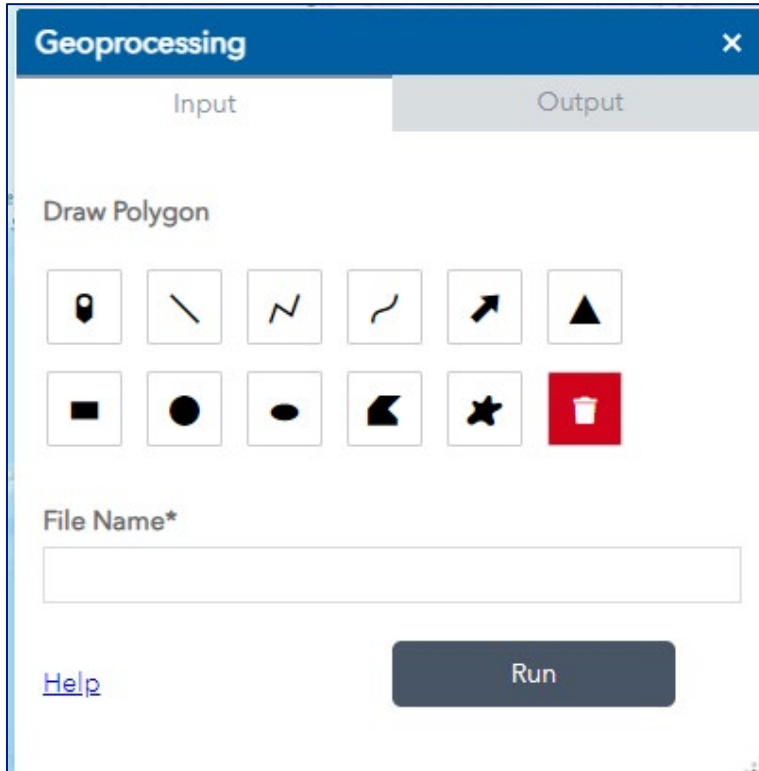 Geoprocessing
Input Output
Draw Polygon
File Name*
Help Run